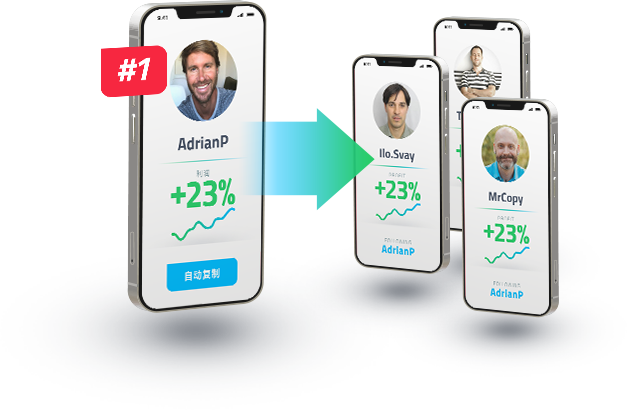 #1
AdrianP
利润
+23%
自动复制
Ilo.Svay
+23%
AdrianP
MrCopy
+23%
AdrianP